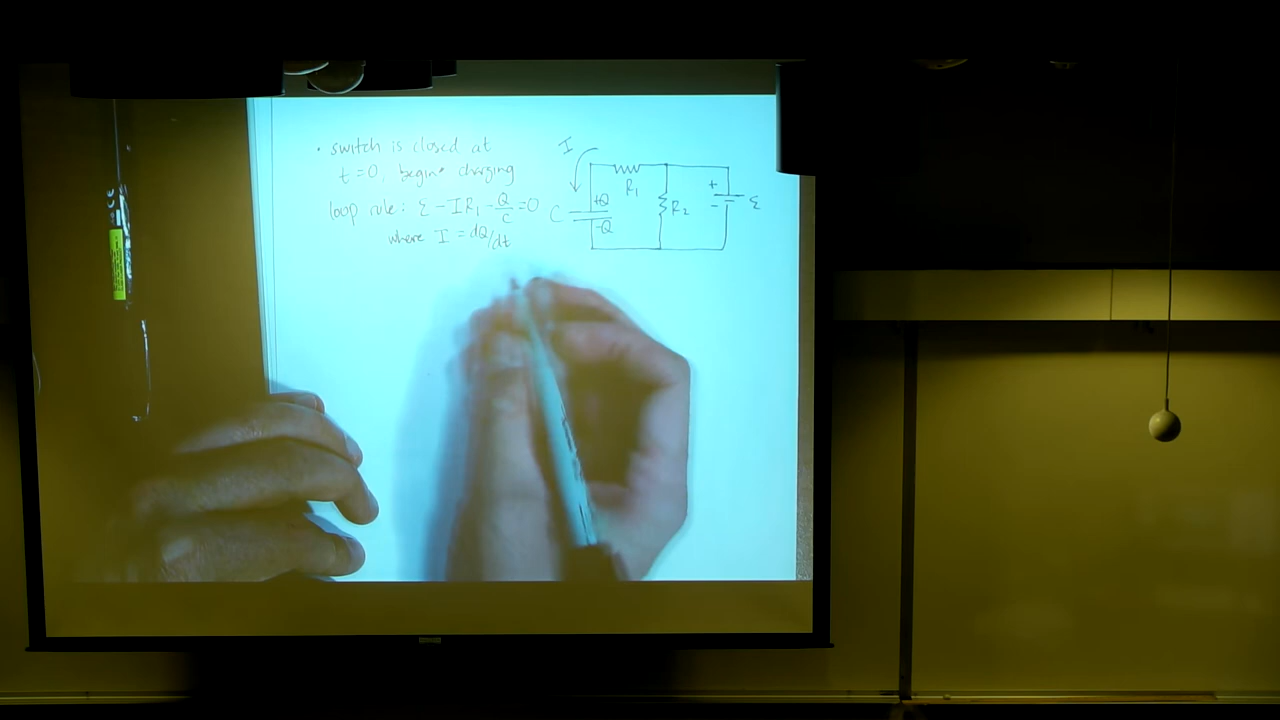 • switch is closed at
t=0, begins charging
loop rule: Ɛ - IR₁ - Q/C = 0
where I = dQ/dt
I
R₁
+Q
C
-Q
R₂
+
-
Ɛ